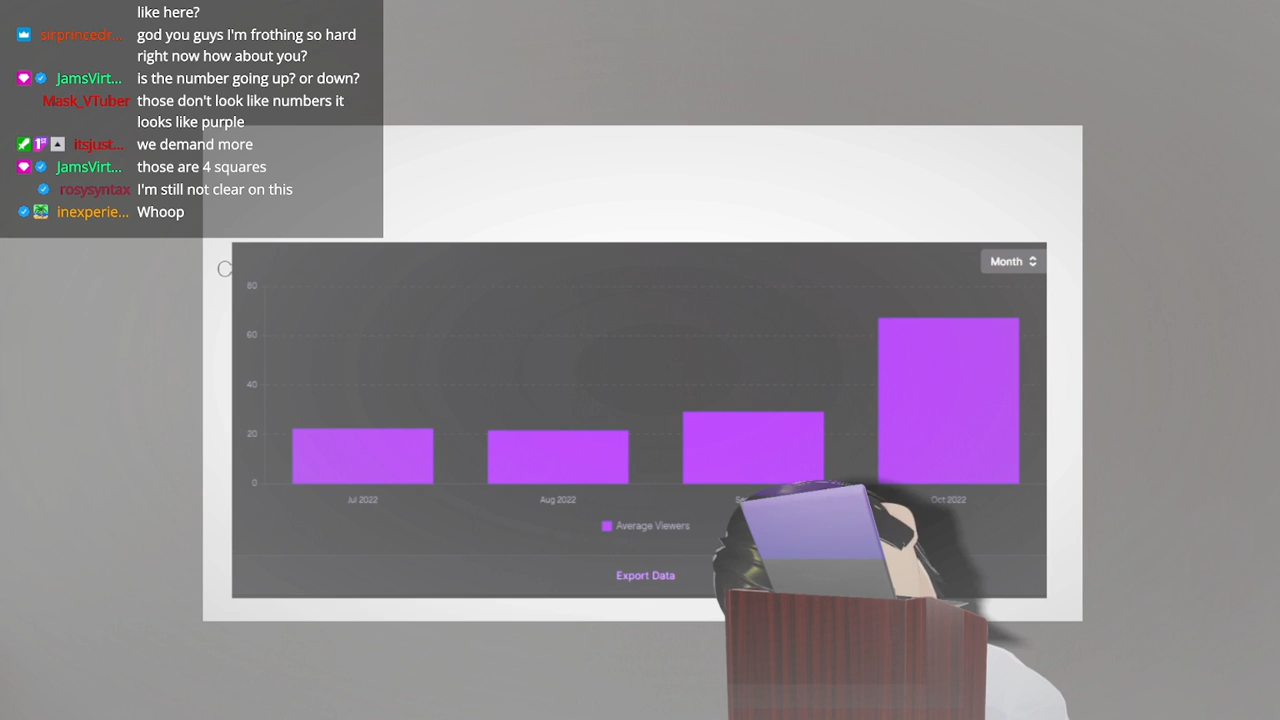 like here?
sirprincedr... god you guys I'm frothing so hard
right now how about you?
JamsVirt... is the number going up? or down?
Mask_VTuber those don't look like numbers it
looks like purple
1ST itsjust... we demand more
JamsVirt... those are 4 squares
rosysyntax I'm still not clear on this
inexperie... Whoop
C
Month
80
60
40
20
0
Jul 2022
Aug 2022
Se
Oct 2022
Average Viewers
Export Data